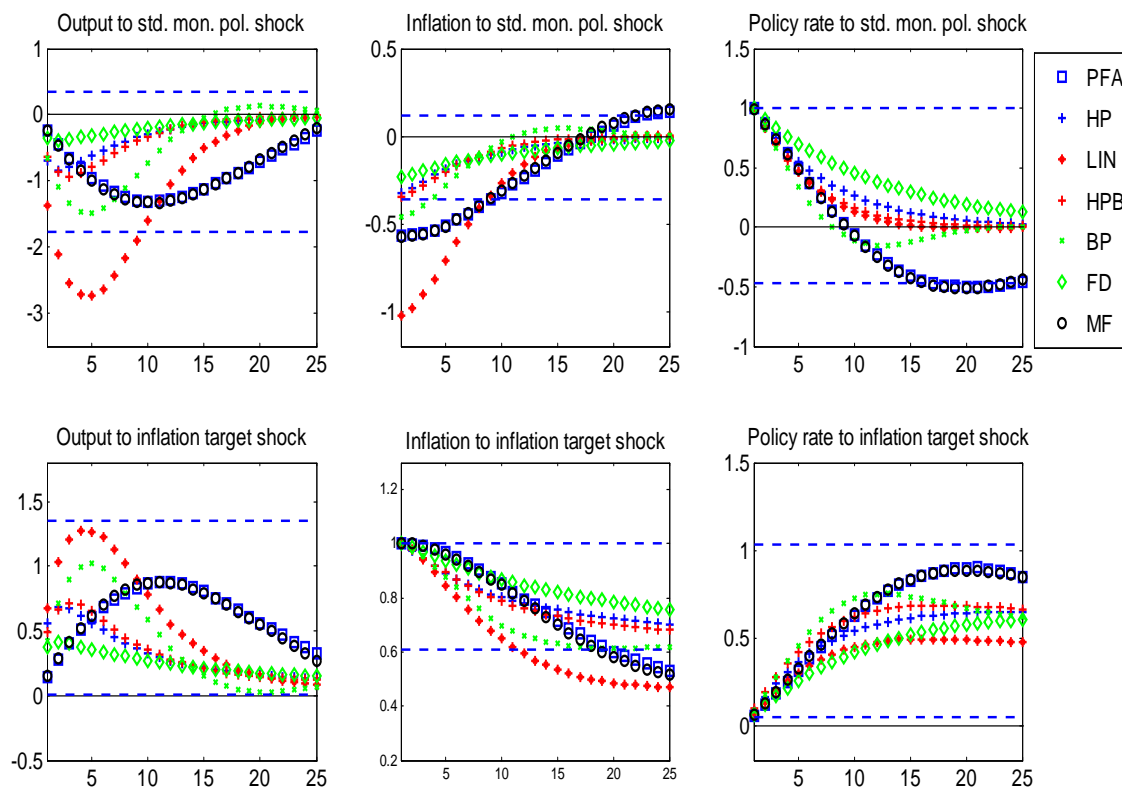 Output to std. mon. pol. shock
Inflation to std. mon. pol. shock
Policy rate to std. mon. pol. shock
1
0
-1
-2
-3
5 10 15 20 25
0.5
0
-0.5
-1
5 10 15 20 25
1.5
1
0.5
0
-0.5
-1
5 10 15 20 25
PFA
HP
LIN
HPB
BP
FD
MF
Output to inflation target shock
Inflation to inflation target shock
Policy rate to inflation target shock
1.5
1
0.5
0
-0.5
5 10 15 20 25
1.2
1
0.8
0.6
0.4
0.2
5 10 15 20 25
1.5
1
0.5
0
5 10 15 20 25